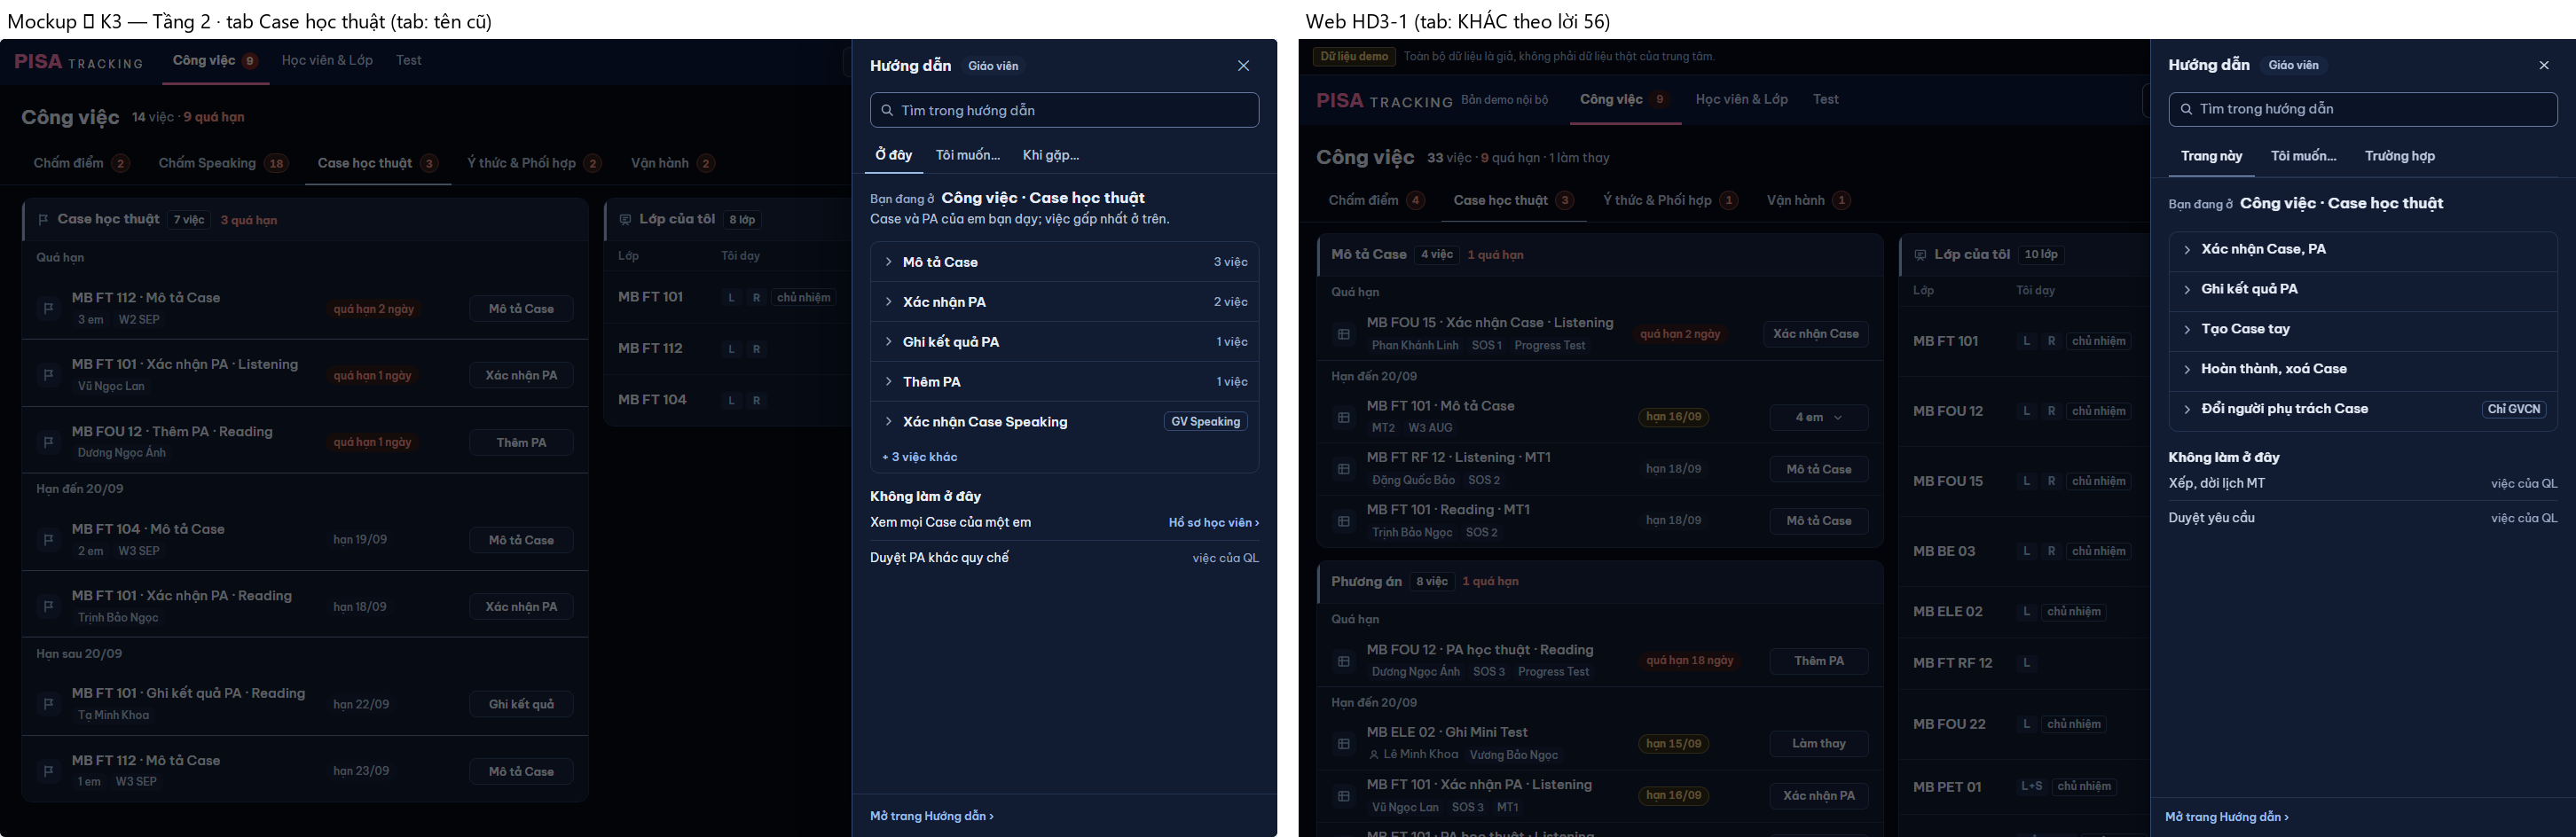 Mockup ▯ K3 — Tầng 2 · tab Case học thuật (tab: tên cũ)
PISA TRACKING Công việc 9 Học viên & Lớp Test
Công việc 14 việc · 9 quá hạn
Chấm điểm 2 Chấm Speaking 18 Case học thuật 3 Ý thức & Phối hợp 2 Vận hành 2
Case học thuật 7 việc 3 quá hạn
Quá hạn
MB FT 112 · Mô tả Case quá hạn 2 ngày Mô tả Case
3 em W2 SEP
MB FT 101 · Xác nhận PA · Listening quá hạn 1 ngày Xác nhận PA
Vũ Ngọc Lan
MB FOU 12 · Thêm PA · Reading quá hạn 1 ngày Thêm PA
Dương Ngọc Ánh
Hạn đến 20/09
MB FT 104 · Mô tả Case hạn 19/09 Mô tả Case
2 em W3 SEP
MB FT 101 · Xác nhận PA · Reading hạn 18/09 Xác nhận PA
Trịnh Bảo Ngọc
Hạn sau 20/09
MB FT 101 · Ghi kết quả PA · Reading hạn 22/09 Ghi kết quả
Tạ Minh Khoa
MB FT 112 · Mô tả Case hạn 23/09 Mô tả Case
1 em W3 SEP
Lớp của tôi 8 lớp
Lớp Tôi dạy
MB FT 101 L R chủ nhiệm
MB FT 112 L R
MB FT 104 L R
Hướng dẫn Giáo viên
Tìm trong hướng dẫn
Ở đây Tôi muốn... Khi gặp...
Bạn đang ở Công việc · Case học thuật
Case và PA của em bạn dạy; việc gấp nhất ở trên.
Mô tả Case 3 việc
Xác nhận PA 2 việc
Ghi kết quả PA 1 việc
Thêm PA 1 việc
Xác nhận Case Speaking GV Speaking
+ 3 việc khác
Không làm ở đây
Xem mọi Case của một em Hồ sơ học viên ›
Duyệt PA khác quy chế việc của QL
Mở trang Hướng dẫn ›
Web HD3-1 (tab: KHÁC theo lời 56)
Dữ liệu demo Toàn bộ dữ liệu là giả, không phải dữ liệu thật của trung tâm.
PISA TRACKING Bản demo nội bộ Công việc 9 Học viên & Lớp Test
Công việc 33 việc · 9 quá hạn · 1 làm thay
Chấm điểm 4 Case học thuật 3 Ý thức & Phối hợp 1 Vận hành 1
Mô tả Case 4 việc 1 quá hạn
Quá hạn
MB FOU 15 · Xác nhận Case · Listening quá hạn 2 ngày Xác nhận Case
Phan Khánh Linh SOS 1 Progress Test
Hạn đến 20/09
MB FT 101 · Mô tả Case hạn 16/09 4 em
MT2 W3 AUG
MB FT RF 12 · Listening · MT1 hạn 18/09 Mô tả Case
Đặng Quốc Bảo SOS 2
MB FT 101 · Reading · MT1 hạn 18/09 Mô tả Case
Trịnh Bảo Ngọc SOS 2
Phương án 8 việc 1 quá hạn
Quá hạn
MB FOU 12 · PA học thuật · Reading quá hạn 18 ngày Thêm PA
Dương Ngọc Ánh SOS 3 Progress Test
Hạn đến 20/09
MB ELE 02 · Ghi Mini Test hạn 15/09 Làm thay
Lê Minh Khoa Vương Bảo Ngọc
MB FT 101 · Xác nhận PA · Listening hạn 16/09 Xác nhận PA
Vũ Ngọc Lan SOS 3 MT1
MB FT 101 · PA học thuật · Listening
Lớp của tôi 10 lớp
Lớp Tôi dạy
MB FT 101 L R chủ nhiệm
MB FOU 12 L R chủ nhiệm
MB FOU 15 L R chủ nhiệm
MB BE 03 L R chủ nhiệm
MB ELE 02 L chủ nhiệm
MB FT RF 12 L
MB FOU 22 L chủ nhiệm
MB PET 01 L+S chủ nhiệm
Hướng dẫn Giáo viên
Tìm trong hướng dẫn
Trang này Tôi muốn... Trường hợp
Bạn đang ở Công việc · Case học thuật
Xác nhận Case, PA
Ghi kết quả PA
Tạo Case tay
Hoàn thành, xoá Case
Đổi người phụ trách Case Chỉ GVCN
Không làm ở đây
Xếp, dời lịch MT việc của QL
Duyệt yêu cầu việc của QL
Mở trang Hướng dẫn ›